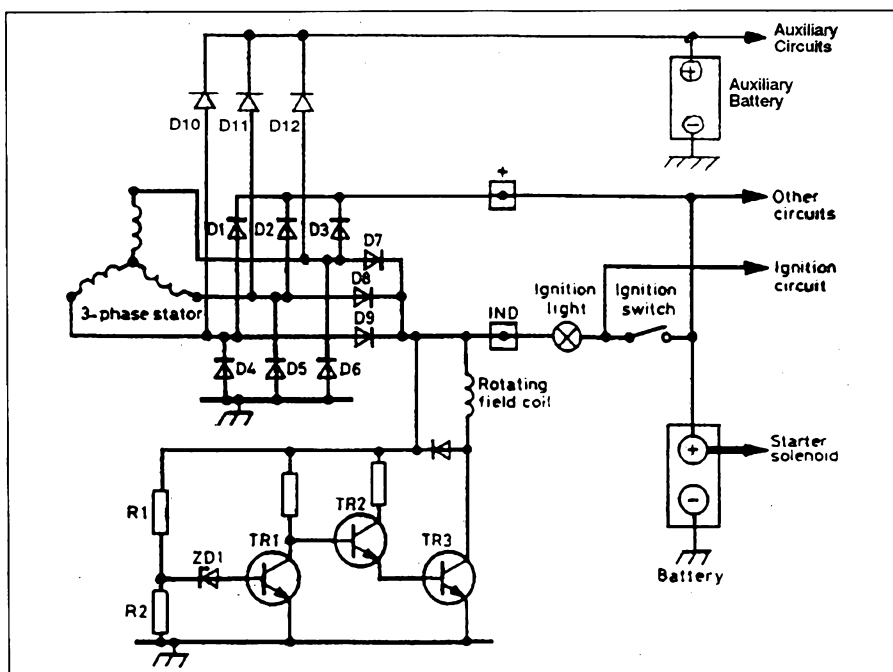 Auxiliary
Circuits
+
Auxiliary
Battery
-
D10 D11 D12
+
Other
circuits
D1 D2 D3
D7
Ignition
circuit
D8
3-phase stator
D9
IND
Ignition
light
Ignition
switch
D4 D5 D6
Rotating
field coil
+
Starter
solenoid
-
Battery
R1
TR1
TR2
TR3
ZD1
R2